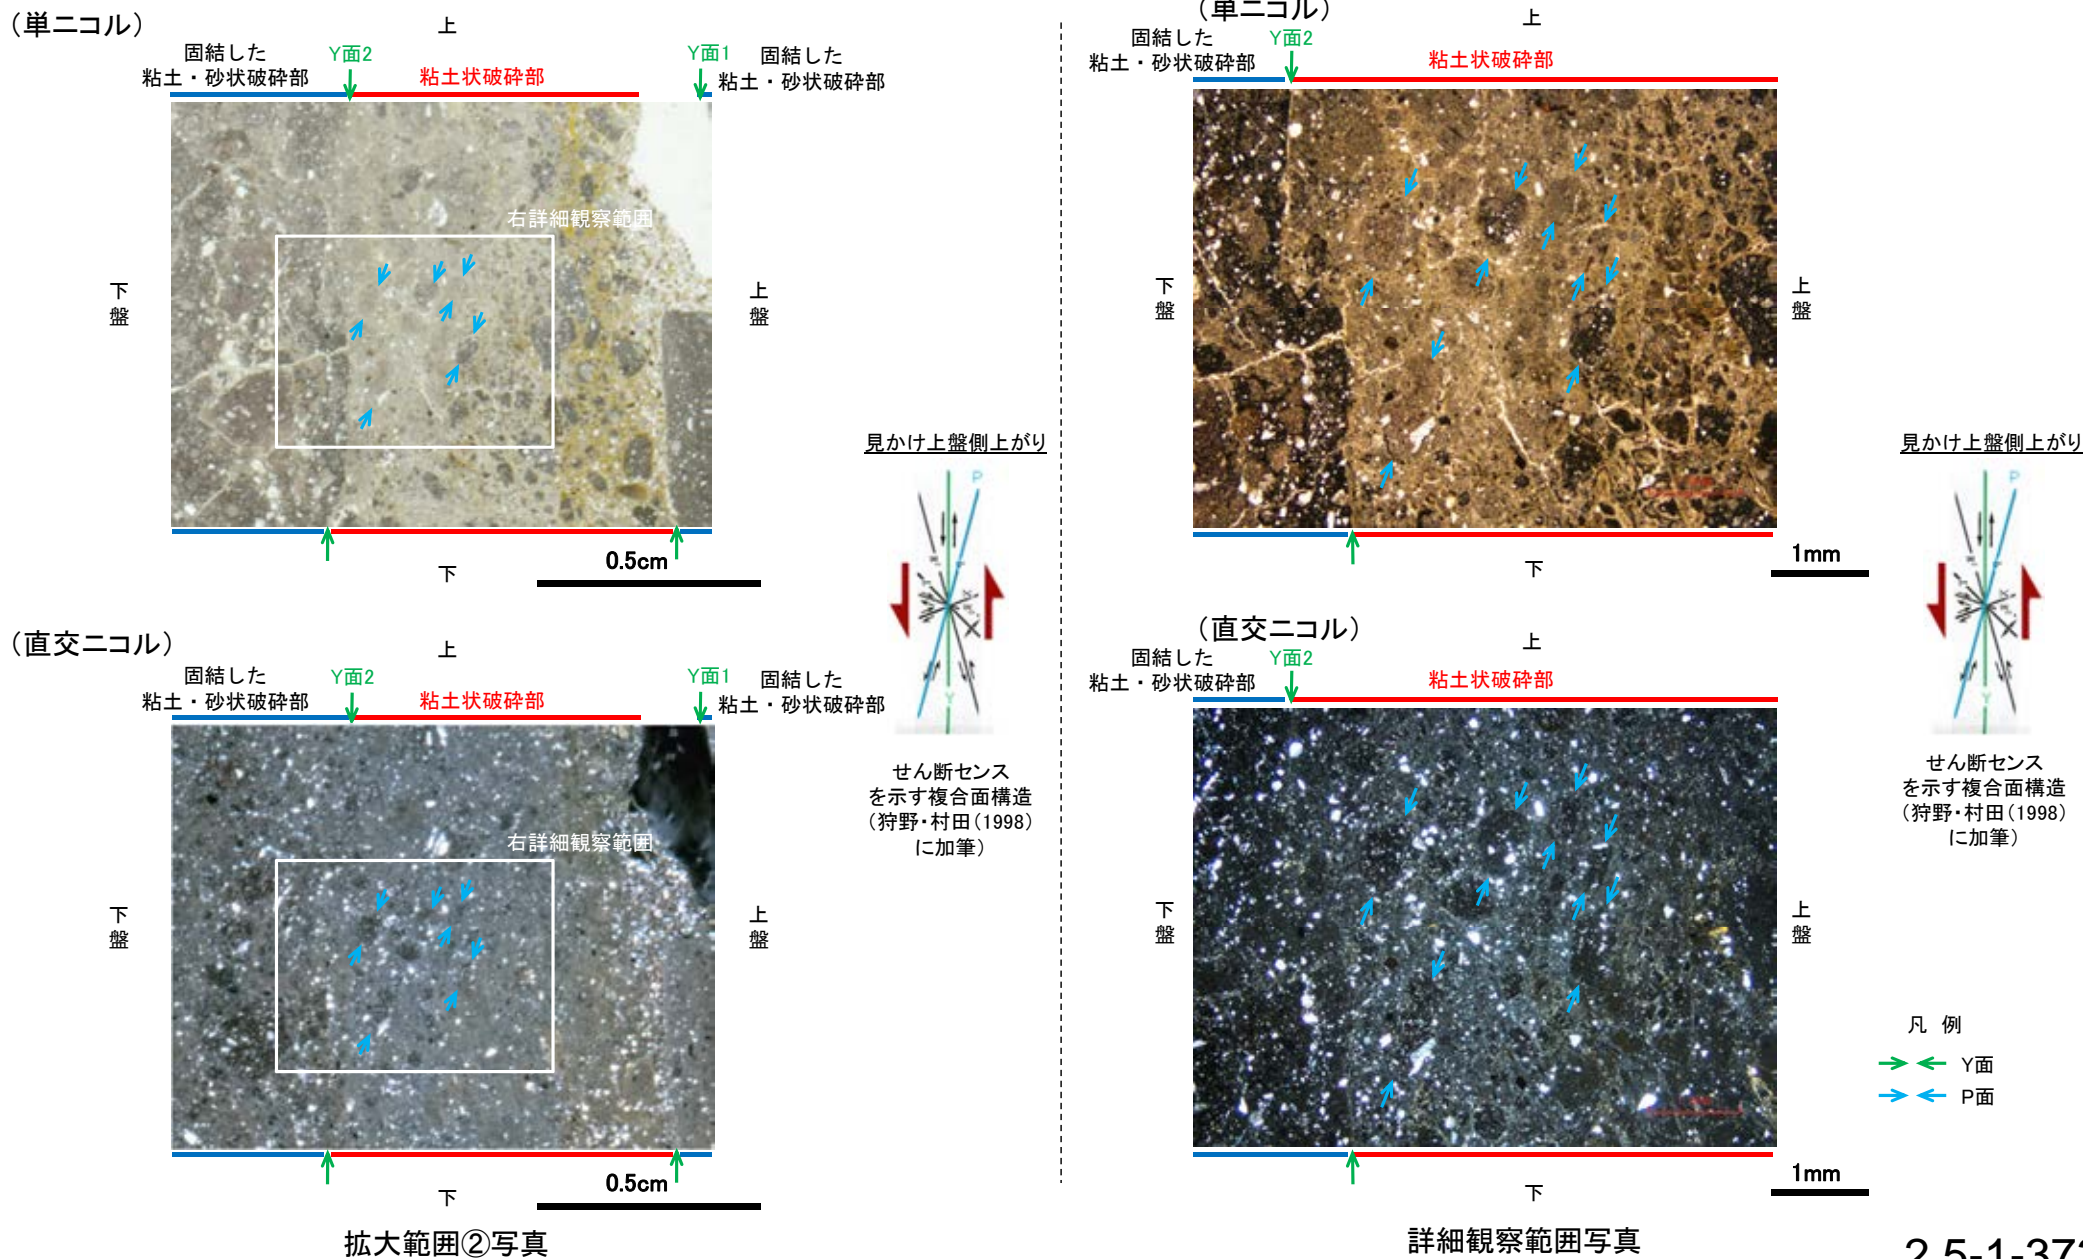 （単ニコル）
上
固結した
粘土・砂状破砕部
Y面2
粘土状破砕部
Y面1
固結した
粘土・砂状破砕部
右詳細観察範囲
下盤
上盤
下
0.5cm
見かけ上盤側上がり
P
Y
せん断センス
を示す複合面構造
（狩野・村田（1998）
に加筆）
（直交ニコル）
上
固結した
粘土・砂状破砕部
Y面2
粘土状破砕部
Y面1
固結した
粘土・砂状破砕部
右詳細観察範囲
下盤
上盤
下
0.5cm
拡大範囲②写真
（単ニコル）
上
固結した
粘土・砂状破砕部
Y面2
粘土状破砕部
下盤
上盤
下
1mm
見かけ上盤側上がり
P
Y
せん断センス
を示す複合面構造
（狩野・村田（1998）
に加筆）
（直交ニコル）
上
固結した
粘土・砂状破砕部
Y面2
粘土状破砕部
下盤
上盤
下
1mm
凡 例
Y面
P面
詳細観察範囲写真
2.5-1-37